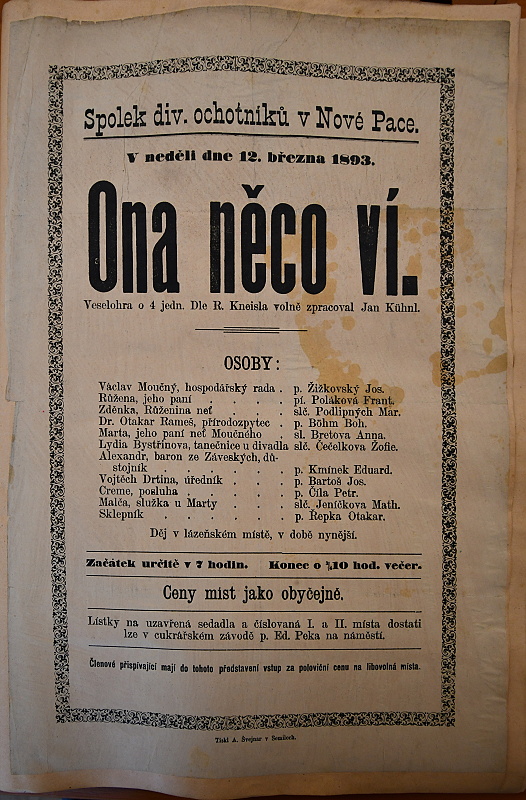 Spolek div. ochotníků v Nové Pace.
V neděli dne 12. března 1893.
Ona něco ví.
Veselohra o 4 jedn. Dle R. Kneisla volně zpracoval Jan Kühnl.
OSOBY:
Václav Moučný, hospodářský rada . p. Žižkovský Jos.
Růžena, jeho paní . . . . pí. Poláková Frant.
Zděnka, Růženina neť . . . slč. Podlipných Mar.
Dr. Otakar Rameš, přírodozpytec . p. Böhm Boh.
Marta, jeho paní neť Moučného . sl. Bretova Anna.
Lydia Bystřinova, tanečnice u divadla slč. Čečelkova Žofie.
Alexandr, baron ze Záveských, dů-
stojník . . . . . . p. Kmínek Eduard.
Vojtěch Drtina, úředník . . . p. Bartoš Jos.
Creme, posluha . . . . . p. Číla Petr.
Malča, služka u Marty . . . slč. Jeníčkova Math.
Sklepník . . . . . . p. Řepka Otakar.
Děj v lázeňském místě, v době nynější.
Začátek určitě v 7 hodin. Konec o ¾10 hod. večer.
Ceny míst jako obyčejně.
Lístky na uzavřená sedadla a číslovaná I. a II. místa dostati
lze v cukrářském závodě p. Ed. Peka na náměstí.
Členové přispívající mají do tohoto představení vstup za poloviční cenu na libovolná místa.
Tiskl A. Švejnar v Semilech.